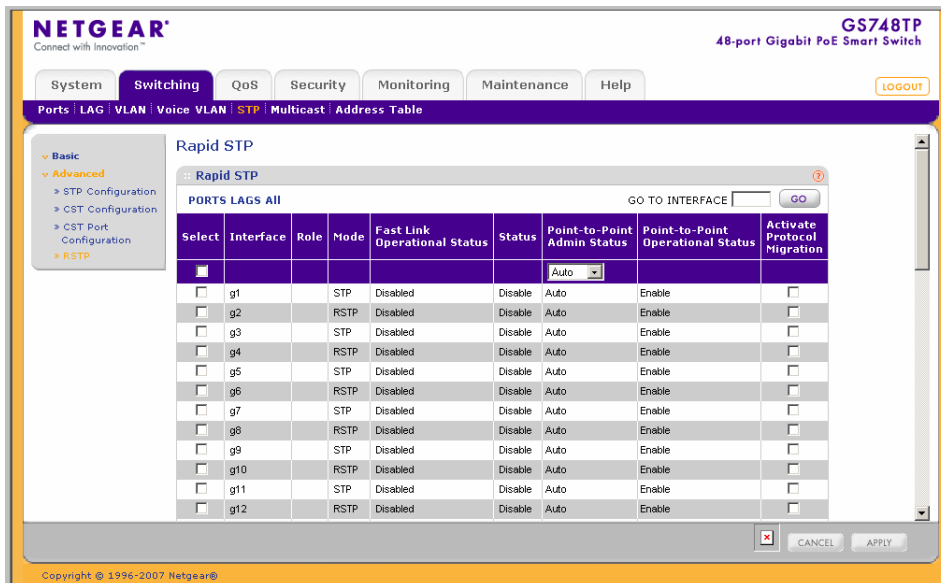 NETGEAR®
Connect with Innovation™
GS748TP
48-port Gigabit PoE Smart Switch
System Switching QoS Security Monitoring Maintenance Help LOGOUT
Ports LAG VLAN Voice VLAN STP Multicast Address Table
Basic
Advanced
» STP Configuration
» CST Configuration
» CST Port Configuration
» RSTP
Rapid STP
Rapid STP ?
PORTS LAGS All GO TO INTERFACE GO
Select Interface Role Mode Fast Link Operational Status Status Point-to-Point Admin Status Point-to-Point Operational Status Activate Protocol Migration
Auto
g1 STP Disabled Disable Auto Enable
g2 RSTP Disabled Disable Auto Enable
g3 STP Disabled Disable Auto Enable
g4 RSTP Disabled Disable Auto Enable
g5 STP Disabled Disable Auto Enable
g6 RSTP Disabled Disable Auto Enable
g7 STP Disabled Disable Auto Enable
g8 RSTP Disabled Disable Auto Enable
g9 STP Disabled Disable Auto Enable
g10 RSTP Disabled Disable Auto Enable
g11 STP Disabled Disable Auto Enable
g12 RSTP Disabled Disable Auto Enable
CANCEL APPLY
Copyright © 1996-2007 Netgear®